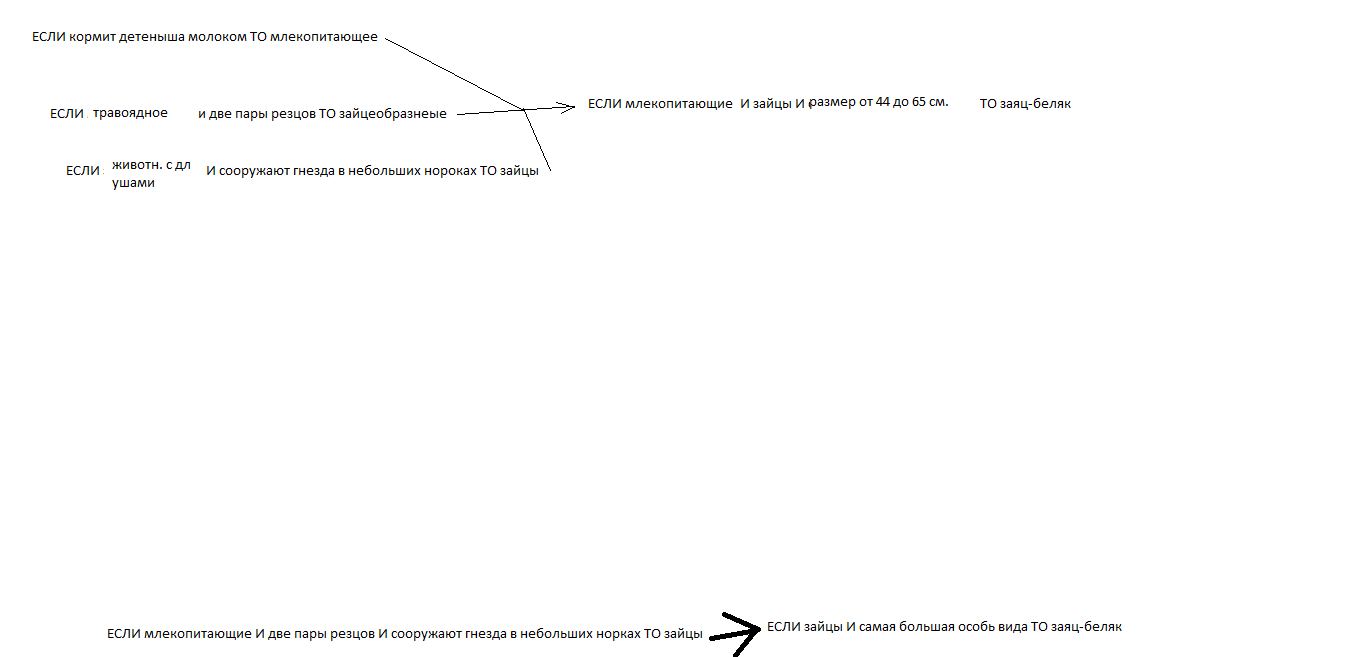 ЕСЛИ кормит детеныша молоком ТО млекопитающее
ЕСЛИ травоядное и две пары резцов ТО зайцеобразнеые
ЕСЛИ млекопитающие И зайцы И размер от 44 до 65 см. ТО заяц-беляк
ЕСЛИ животн. с дл ушами И сооружают гнезда в небольших нороках ТО зайцы
ЕСЛИ млекопитающие И две пары резцов И сооружают гнезда в небольших норках ТО зайцы
ЕСЛИ зайцы И самая большая особь вида ТО заяц-беляк